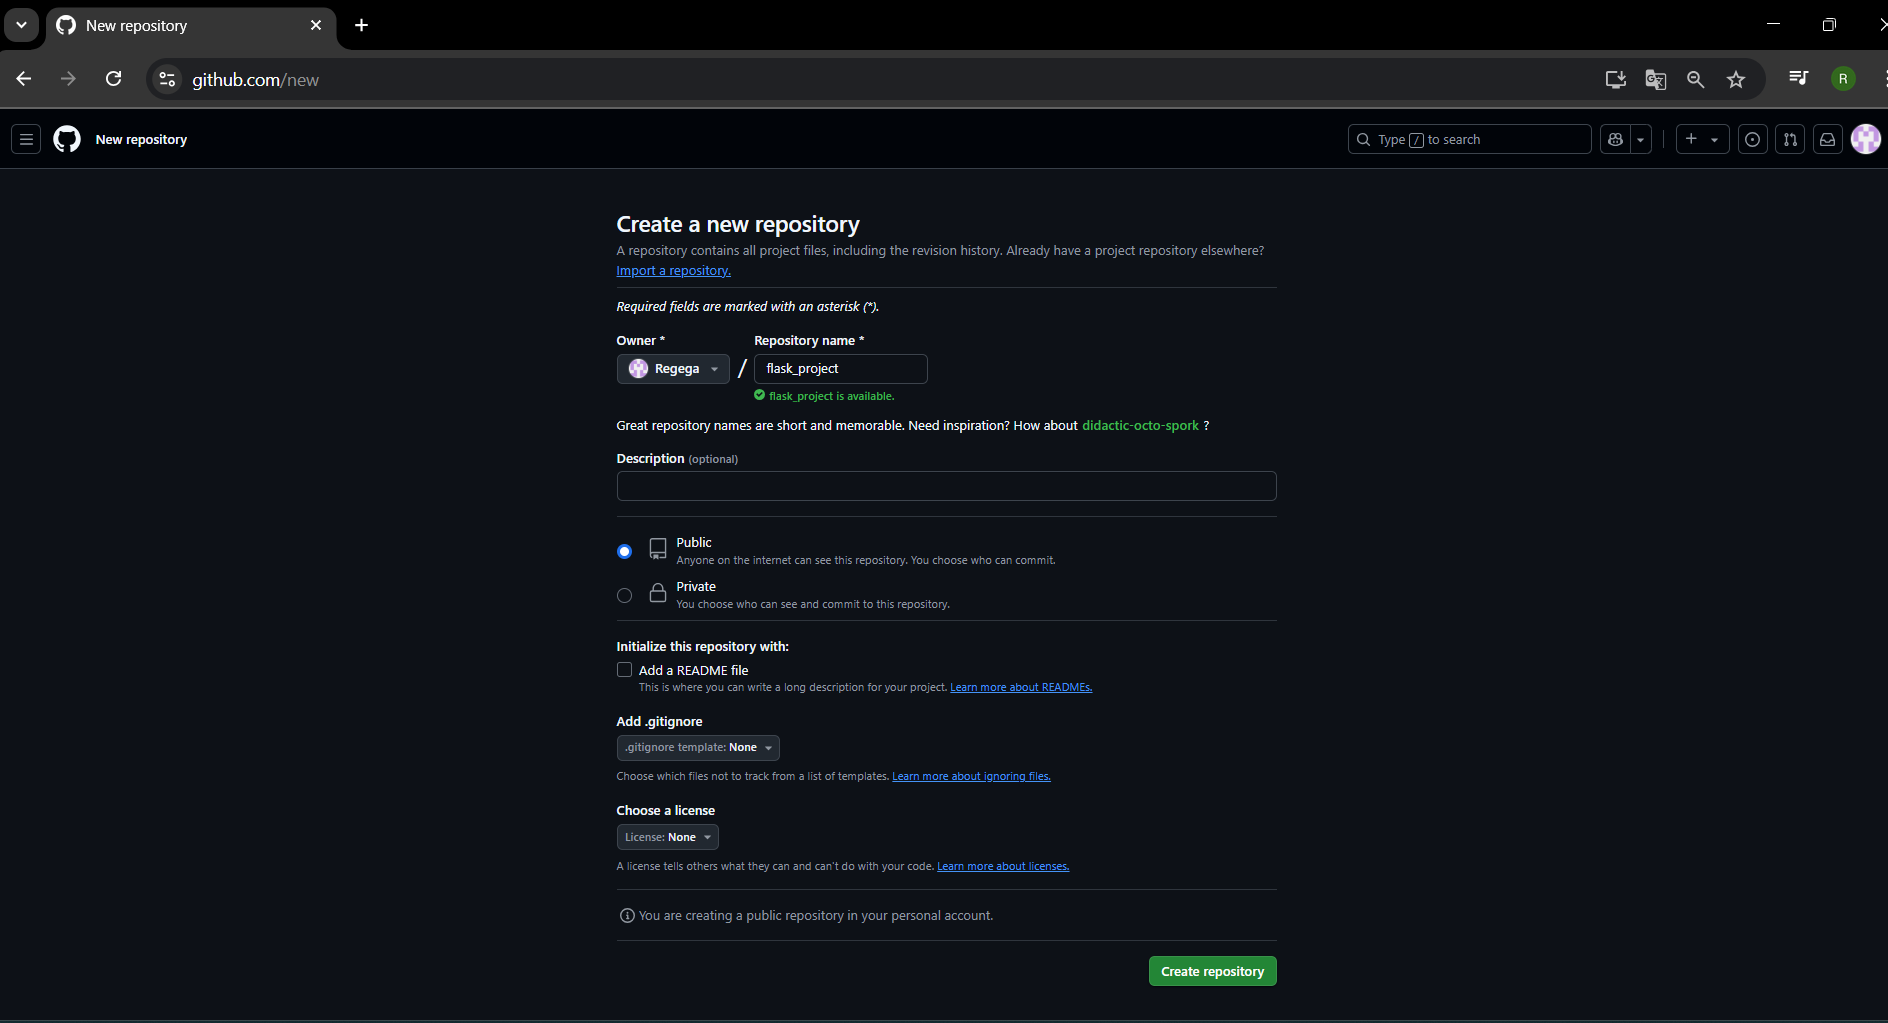 New repository
github.com/new
R
New repository
Type / to search
Create a new repository
A repository contains all project files, including the revision history. Already have a project repository elsewhere?
Import a repository.
Required fields are marked with an asterisk (*).
Owner * Repository name *
Regega / flask_project
flask_project is available.
Great repository names are short and memorable. Need inspiration? How about didactic-octo-spork ?
Description (optional)
Public
Anyone on the internet can see this repository. You choose who can commit.
Private
You choose who can see and commit to this repository.
Initialize this repository with:
Add a README file
This is where you can write a long description for your project. Learn more about READMEs.
Add .gitignore
.gitignore template: None
Choose which files not to track from a list of templates. Learn more about ignoring files.
Choose a license
License: None
A license tells others what they can and can't do with your code. Learn more about licenses.
You are creating a public repository in your personal account.
Create repository